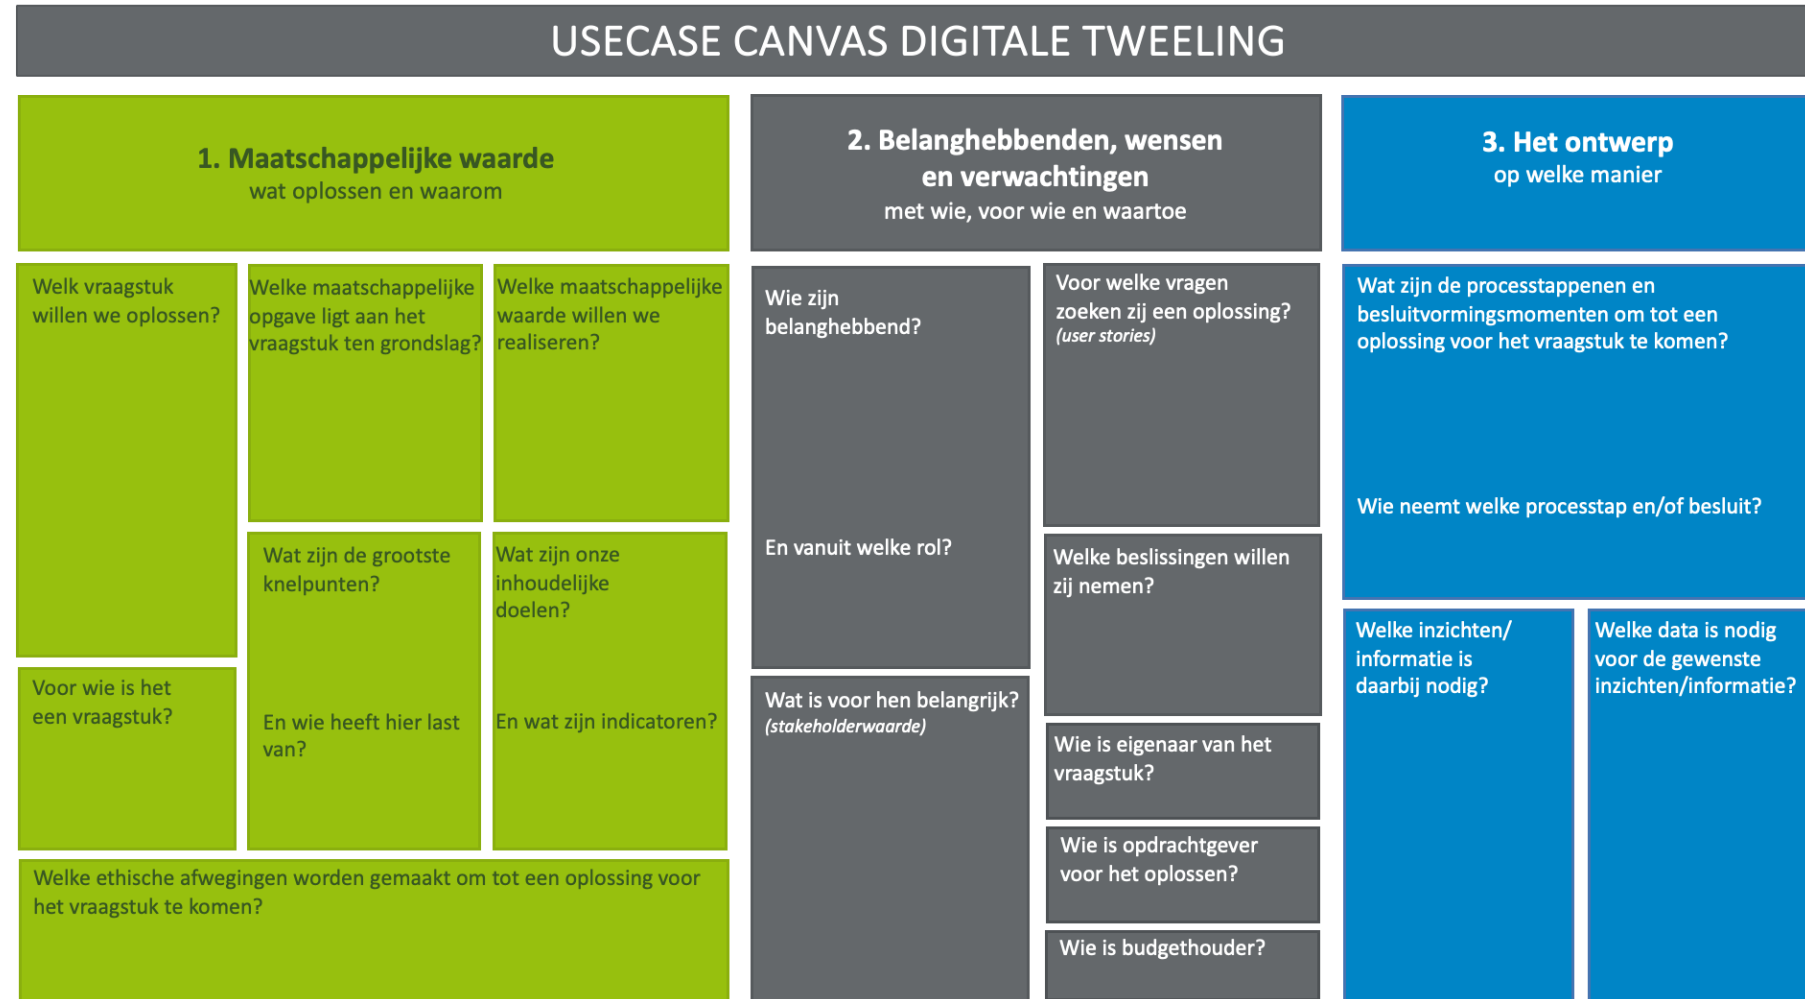 USECASE CANVAS DIGITALE TWEELING
1. Maatschappelijke waarde
wat oplossen en waarom
Welk vraagstuk
willen we oplossen?
Welke maatschappelijke
opgave ligt aan het
vraagstuk ten grondslag?
Welke maatschappelijke
waarde willen we
realiseren?
Voor wie is het
een vraagstuk?
Wat zijn de grootste
knelpunten?
En wie heeft hier last
van?
Wat zijn onze
inhoudelijke
doelen?
En wat zijn indicatoren?
Welke ethische afwegingen worden gemaakt om tot een oplossing voor
het vraagstuk te komen?
2. Belanghebbenden, wensen
en verwachtingen
met wie, voor wie en waartoe
Wie zijn
belanghebbend?
En vanuit welke rol?
Wat is voor hen belangrijk?
(stakeholderwaarde)
Voor welke vragen
zoeken zij een oplossing?
(user stories)
Welke beslissingen willen
zij nemen?
Wie is eigenaar van het
vraagstuk?
Wie is opdrachtgever
voor het oplossen?
Wie is budgethouder?
3. Het ontwerp
op welke manier
Wat zijn de processtappenen en
besluitvormingsmomenten om tot een
oplossing voor het vraagstuk te komen?
Wie neemt welke processtap en/of besluit?
Welke inzichten/
informatie is
daarbij nodig?
Welke data is nodig
voor de gewenste
inzichten/informatie?